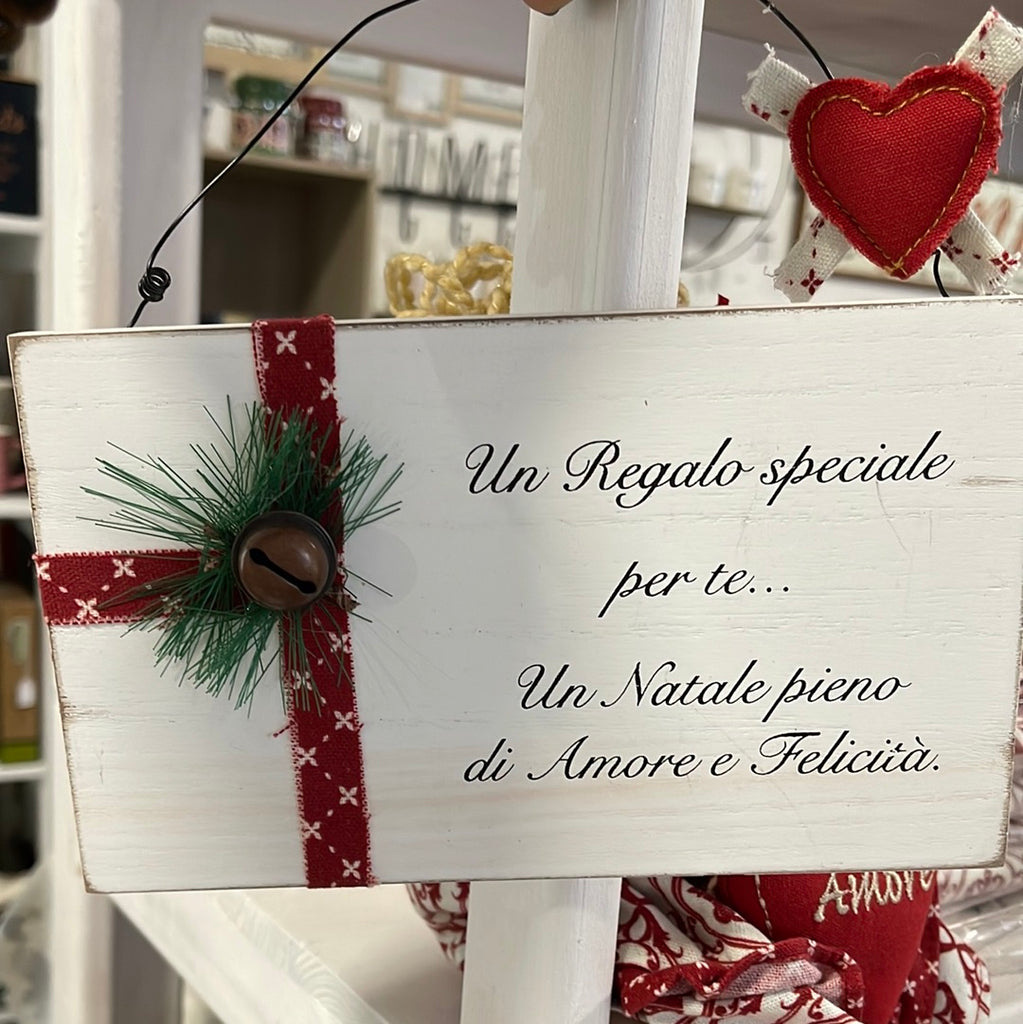 Un Regalo speciale
per te...
Un Natale pieno
di Amore e Felicità.
Amore